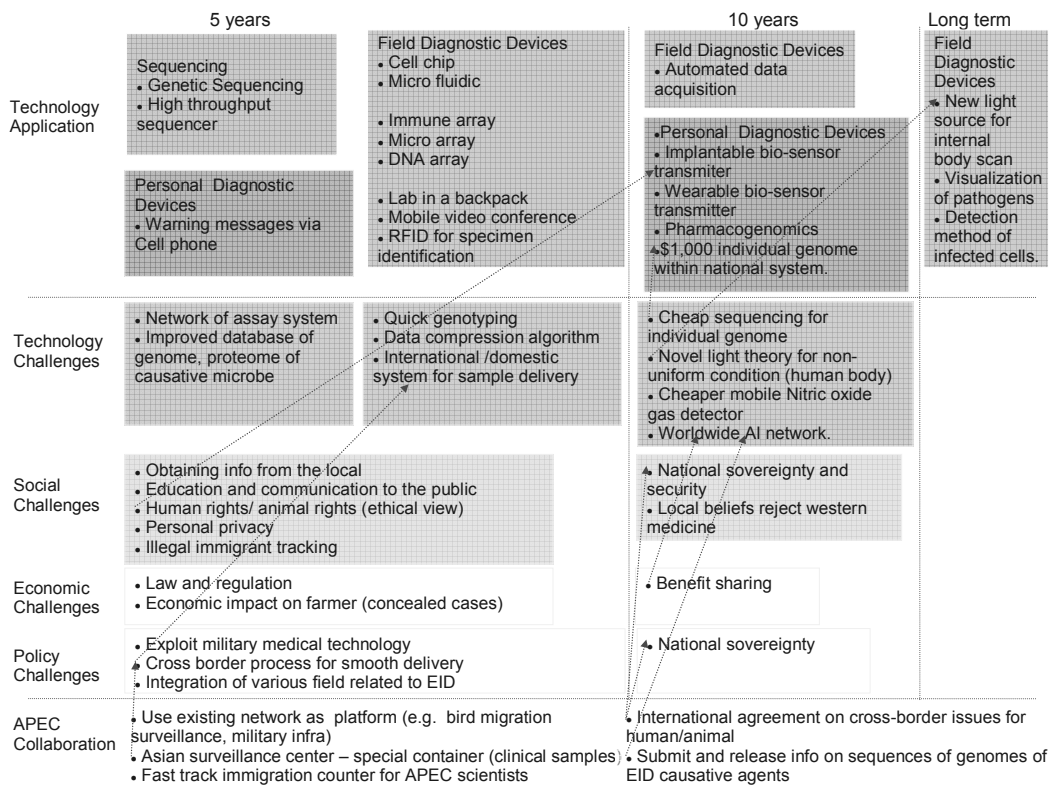 5 years
10 years
Long term
Technology
Application
Sequencing
• Genetic Sequencing
• High throughput
sequencer
Personal Diagnostic
Devices
• Warning messages via
Cell phone
Field Diagnostic Devices
• Cell chip
• Micro fluidic
• Immune array
• Micro array
• DNA array
• Lab in a backpack
• Mobile video conference
• RFID for specimen
identification
Field Diagnostic Devices
• Automated data
acquisition
•Personal Diagnostic Devices
• Implantable bio-sensor
transmiter
• Wearable bio-sensor
transmitter
• Pharmacogenomics
•$1,000 individual genome
within national system.
Field
Diagnostic
Devices
• New light
source for
internal
body scan
• Visualization
of pathogens
• Detection
method of
infected cells.
Technology
Challenges
• Network of assay system
• Improved database of
genome, proteome of
causative microbe
• Quick genotyping
• Data compression algorithm
• International /domestic
system for sample delivery
• Cheap sequencing for
individual genome
• Novel light theory for non-
uniform condition (human body)
• Cheaper mobile Nitric oxide
gas detector
• Worldwide AI network.
Social
Challenges
• Obtaining info from the local
• Education and communication to the public
• Human rights/ animal rights (ethical view)
• Personal privacy
• Illegal immigrant tracking
• National sovereignty and
security
• Local beliefs reject western
medicine
Economic
Challenges
• Law and regulation
• Economic impact on farmer (concealed cases)
• Benefit sharing
Policy
Challenges
• Exploit military medical technology
• Cross border process for smooth delivery
• Integration of various field related to EID
• National sovereignty
APEC
Collaboration
• Use existing network as platform (e.g. bird migration
surveillance, military infra)
• Asian surveillance center – special container (clinical samples)
• Fast track immigration counter for APEC scientists
• International agreement on cross-border issues for
human/animal
• Submit and release info on sequences of genomes of
EID causative agents